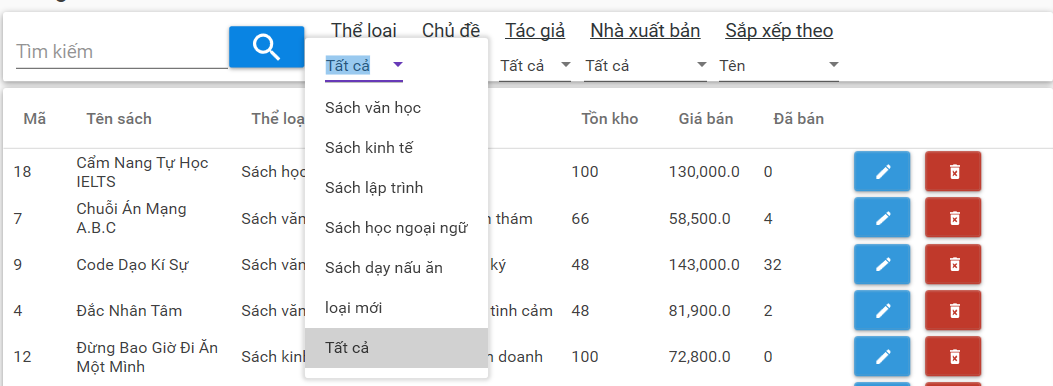 Thể loại Chủ đề Tác giả Nhà xuất bản Sắp xếp theo
Tìm kiếm
Tất cả Tất cả Tất cả Tên
Sách văn học
Sách kinh tế
Sách lập trình
Sách học ngoại ngữ
Sách dạy nấu ăn
loại mới
Tất cả
Mã Tên sách Thể loạ Tồn kho Giá bán Đã bán
18 Cẩm Nang Tự Học
IELTS Sách học 100 130,000.0 0
7 Chuỗi Án Mạng
A.B.C Sách văn thám 66 58,500.0 4
9 Code Dạo Kí Sự Sách văn ký 48 143,000.0 32
4 Đắc Nhân Tâm Sách văn tình cảm 48 81,900.0 2
12 Đừng Bao Giờ Đi Ăn
Một Mình Sách kinh doanh 100 72,800.0 0